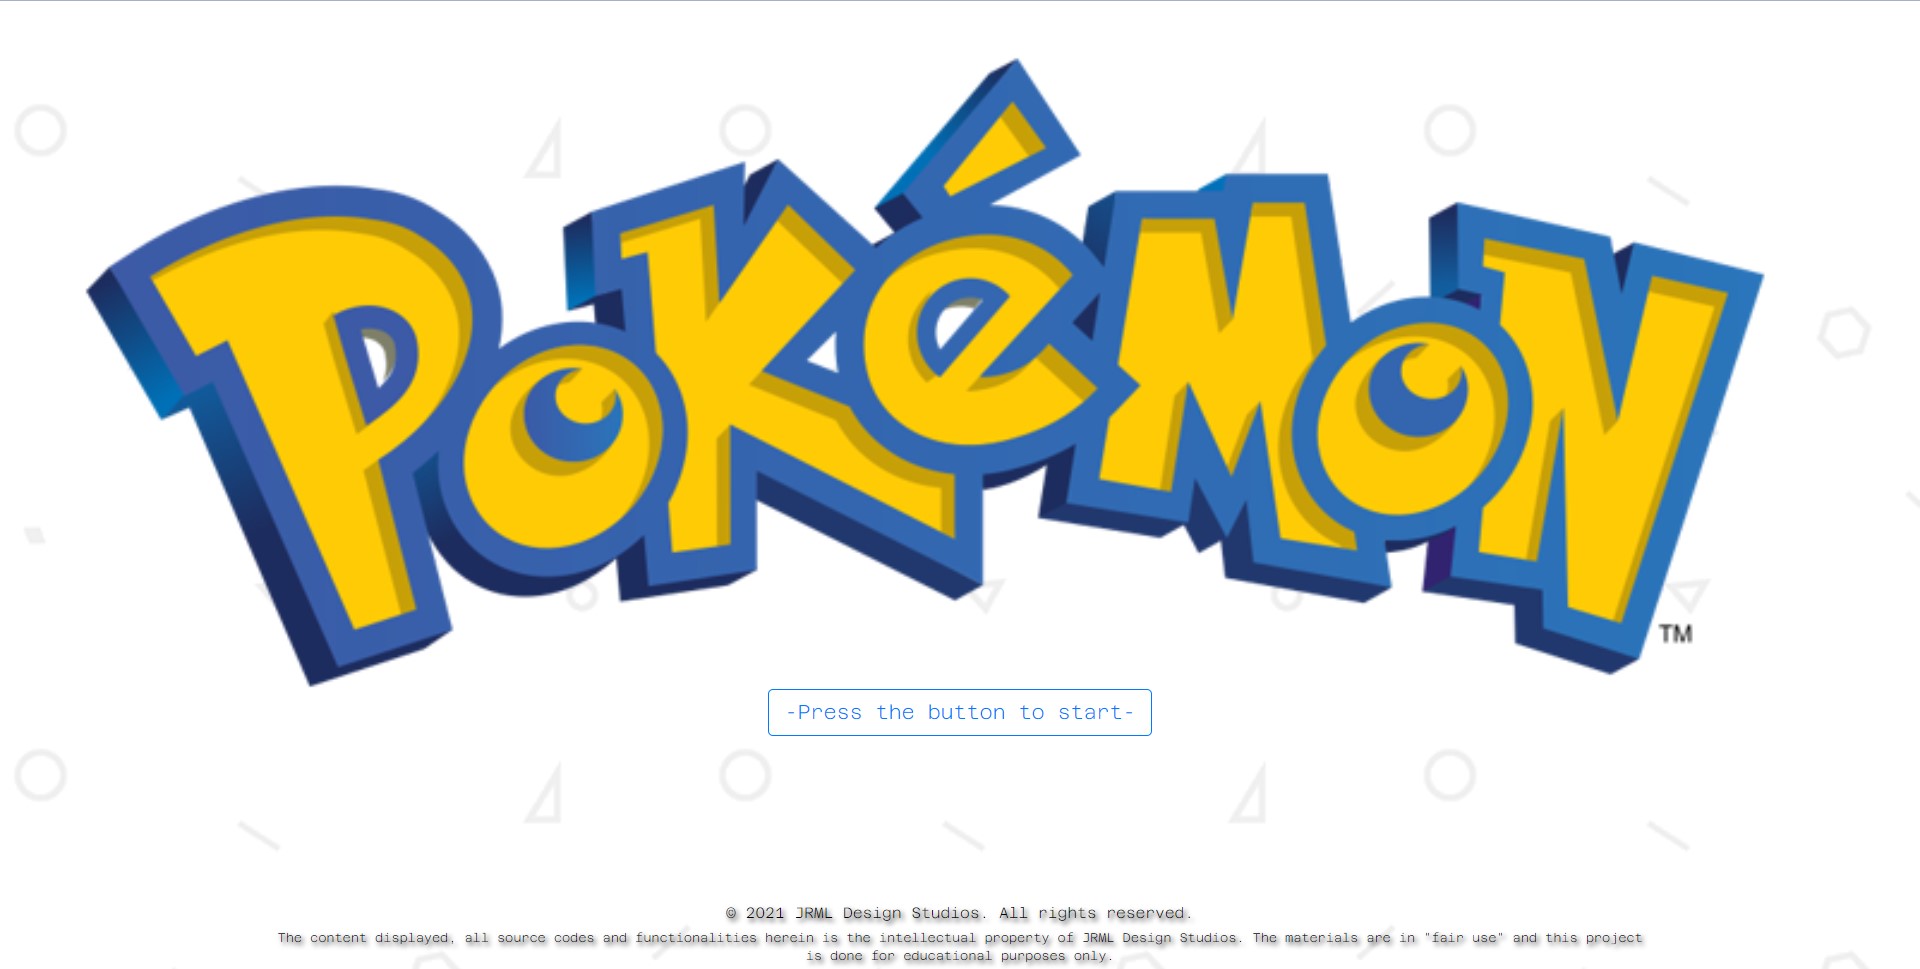 POKéMON
TM
-Press the button to start-
© 2021 JRML Design Studios. All rights reserved.
The content displayed, all source codes and functionalities herein is the intellectual property of JRML Design Studios. The materials are in "fair use" and this project
is done for educational purposes only.